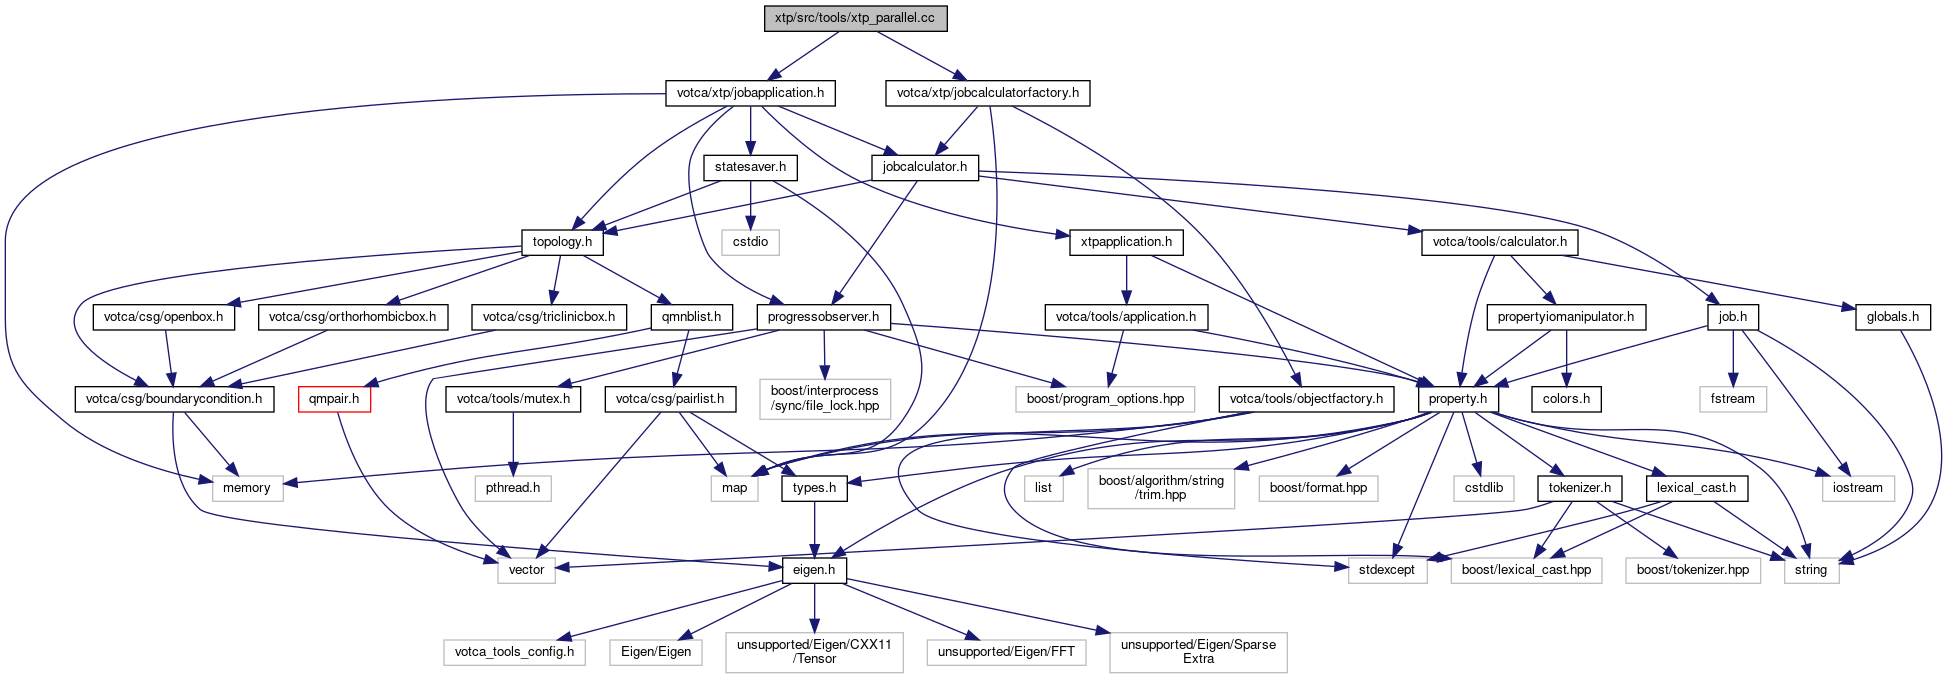 xtp/src/tools/xtp_parallel.cc
votca/xtp/jobapplication.h
votca/xtp/jobcalculatorfactory.h
statesaver.h
jobcalculator.h
topology.h
cstdio
xtpapplication.h
votca/tools/calculator.h
votca/csg/openbox.h
votca/csg/orthorhombicbox.h
votca/csg/triclinicbox.h
qmnblist.h
progressobserver.h
votca/tools/application.h
propertyiomanipulator.h
job.h
globals.h
votca/csg/boundarycondition.h
qmpair.h
votca/tools/mutex.h
votca/csg/pairlist.h
boost/interprocess
/sync/file_lock.hpp
boost/program_options.hpp
votca/tools/objectfactory.h
property.h
colors.h
fstream
memory
pthread.h
map
types.h
list
boost/algorithm/string
/trim.hpp
boost/format.hpp
cstdlib
tokenizer.h
lexical_cast.h
iostream
vector
eigen.h
stdexcept
boost/lexical_cast.hpp
boost/tokenizer.hpp
string
votca_tools_config.h
Eigen/Eigen
unsupported/Eigen/CXX11
/Tensor
unsupported/Eigen/FFT
unsupported/Eigen/Sparse
Extra